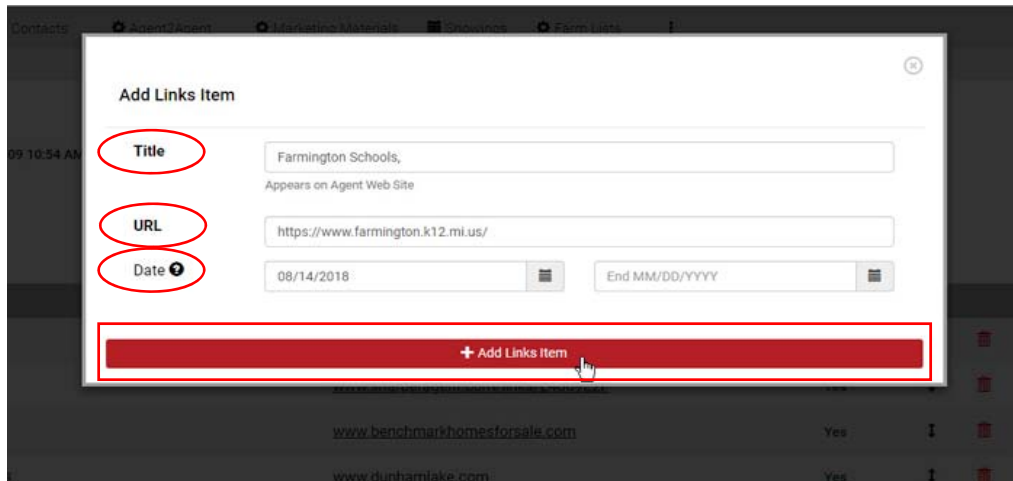 Contacts Agent2Agent Marketing Materials Showings Farm Lists
Add Links Item
09 10:54 AM
Title Farmington Schools,
Appears on Agent Web Site
URL https://www.farmington.k12.mi.us/
Date ? 08/14/2018 End MM/DD/YYYY
+ Add Links Item
Yes
www.benchmarkhomesforsale.com Yes
www.dunhamlake.com Yes